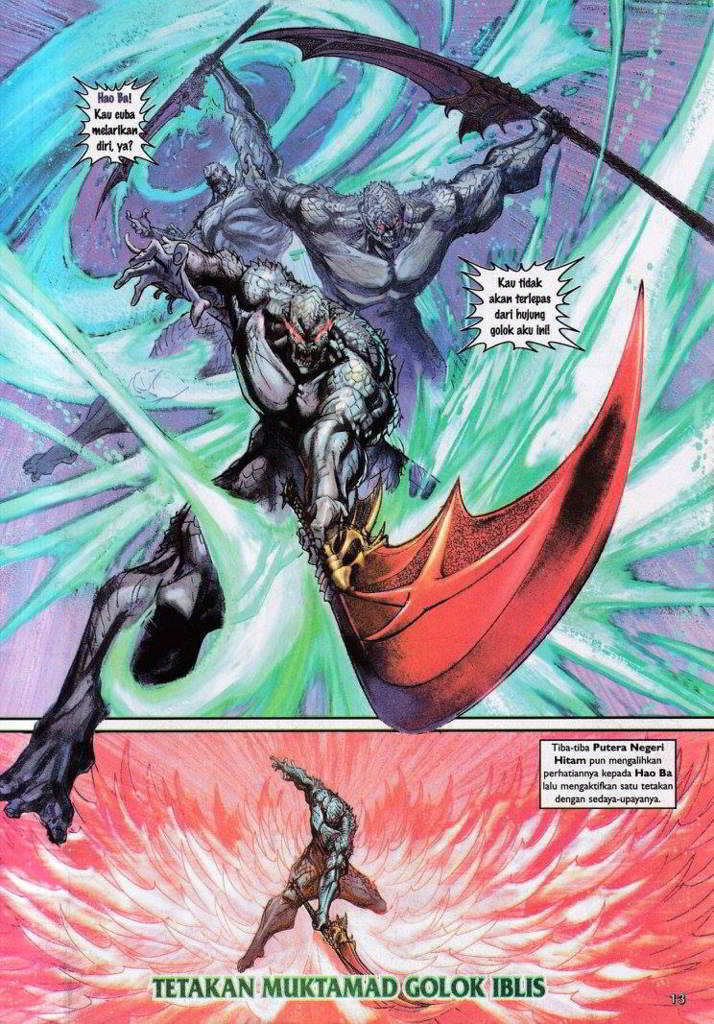 Hao Ba!
Kau cuba
melarikan
diri, ya?
Kau tidak
akan terlepas
dari hujung
golok aku ini!
Tiba-tiba Putera Negeri
Hitam pun mengalihkan
perhatiannya kepada Hao Ba
lalu mengaktifkan satu tetakan
dengan sedaya-upayanya.
TETAKAN MUKTAMAD GOLOK IBLIS
13